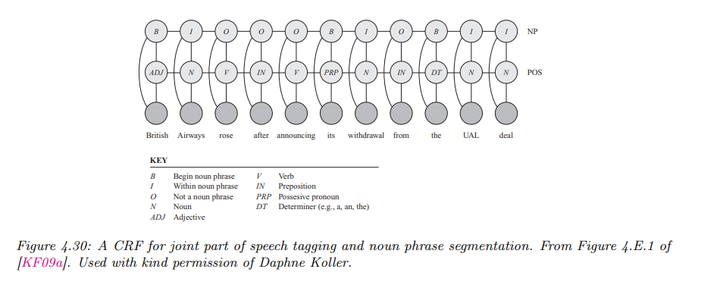 B I O O O B I O B I I NP
ADJ N V IN V PRP N IN DT N N POS
British Airways rose after announcing its withdrawal from the UAL deal
KEY
B Begin noun phrase V Verb
I Within noun phrase IN Preposition
O Not a noun phrase PRP Possesive pronoun
N Noun DT Determiner (e.g., a, an, the)
ADJ Adjective
Figure 4.30: A CRF for joint part of speech tagging and noun phrase segmentation. From Figure 4.E.1 of
[KF09a]. Used with kind permission of Daphne Koller.